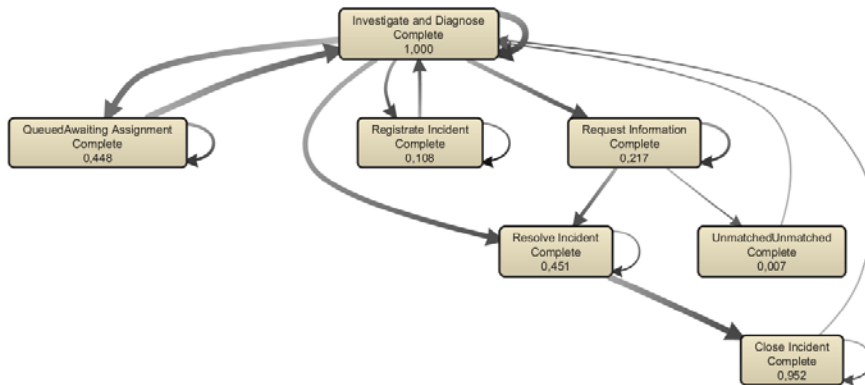 Investigate and Diagnose
Complete
1,000
QueuedAwaiting Assignment
Complete
0,448
Registrate Incident
Complete
0,108
Request Information
Complete
0,217
Resolve Incident
Complete
0,451
UnmatchedUnmatched
Complete
0,007
Close Incident
Complete
0,952